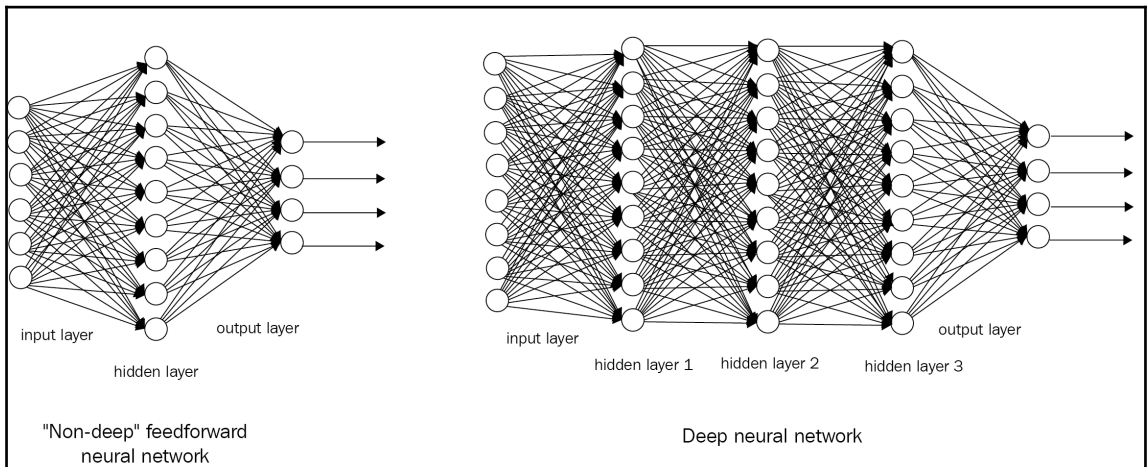 input layer
hidden layer
output layer
"Non-deep" feedforward
neural network
input layer
hidden layer 1
hidden layer 2
hidden layer 3
output layer
Deep neural network